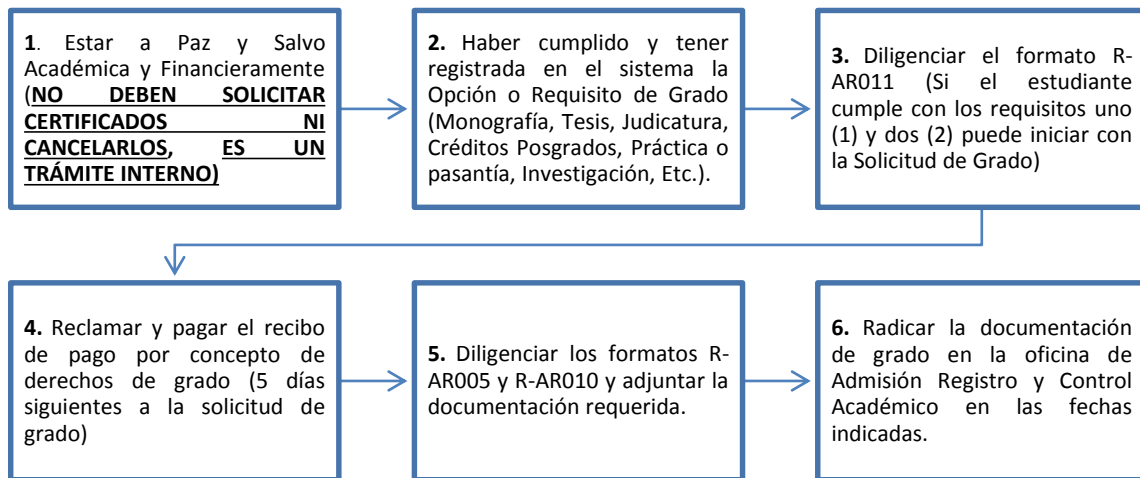 1. Estar a Paz y Salvo
Académica y Financieramente
(NO DEBEN SOLICITAR
CERTIFICADOS NI
CANCELARLOS, ES UN
TRÁMITE INTERNO)
2. Haber cumplido y tener
registrada en el sistema la
Opción o Requisito de Grado
(Monografía, Tesis, Judicatura,
Créditos Posgrados, Práctica o
pasantía, Investigación, Etc.).
3. Diligenciar el formato R-
AR011 (Si el estudiante
cumple con los requisitos uno
(1) y dos (2) puede iniciar con
la Solicitud de Grado)
4. Reclamar y pagar el recibo
de pago por concepto de
derechos de grado (5 días
siguientes a la solicitud de
grado)
5. Diligenciar los formatos R-
AR005 y R-AR010 y adjuntar la
documentación requerida.
6. Radicar la documentación
de grado en la oficina de
Admisión Registro y Control
Académico en las fechas
indicadas.